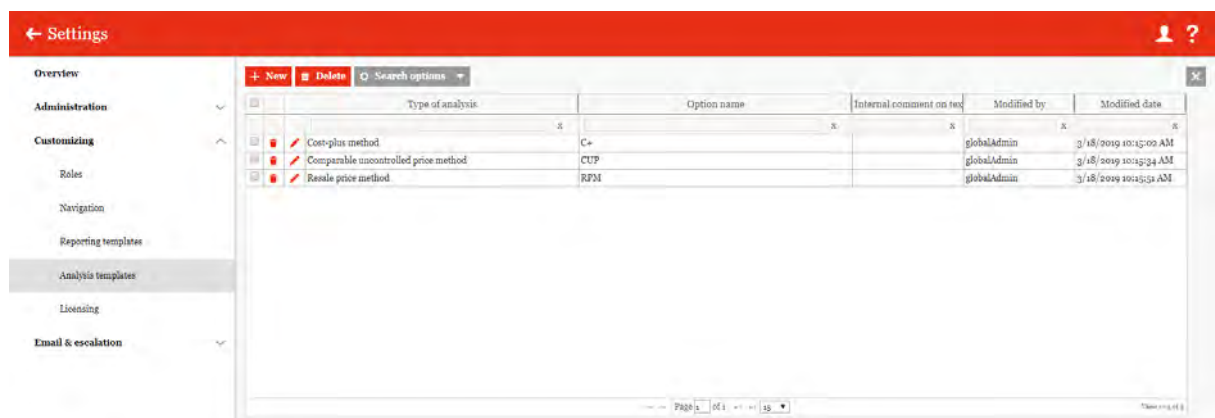 ← Settings ?
Overview
+ New Delete Search options
Administration
Type of analysis Option name Internal comment on tex Modified by Modified date
x x x x x
Customizing
Cost-plus method C+ globalAdmin 3/18/2019 10:15:00 AM
Comparable uncontrolled price method CUP globalAdmin 3/18/2019 10:15:34 AM
Resale price method RPM globalAdmin 3/18/2019 10:15:51 AM
Roles
Navigation
Reporting templates
Analysis templates
Licensing
Email & escalation
Page 1 of 1 15